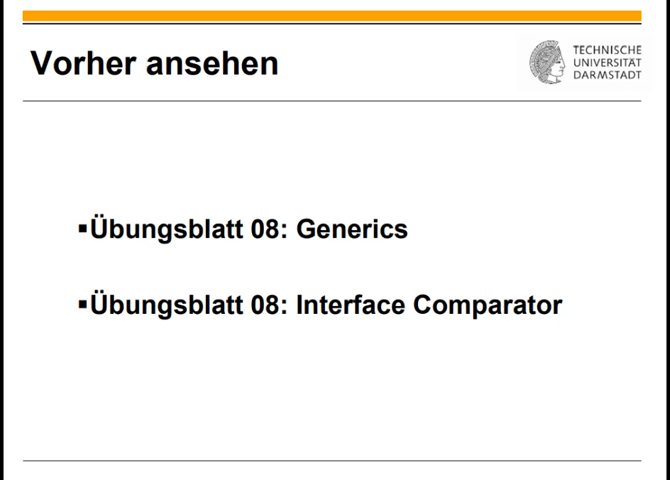 Vorher ansehen
TECHNISCHE
UNIVERSITÄT
DARMSTADT
▪Übungsblatt 08: Generics
▪Übungsblatt 08: Interface Comparator